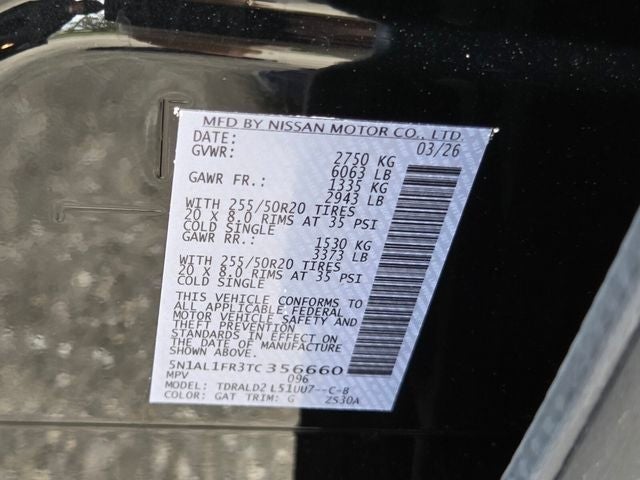 MFD BY NISSAN MOTOR CO., LTD
DATE: 03/26
GVWR: 2750 KG
6063 LB
GAWR FR.: 1335 KG
2943 LB
WITH 255/50R20 TIRES
20 X 8.0 RIMS AT 35 PSI
COLD SINGLE
GAWR RR.: 1530 KG
3373 LB
WITH 255/50R20 TIRES
20 X 8.0 RIMS AT 35 PSI
COLD SINGLE
THIS VEHICLE CONFORMS TO
ALL APPLICABLE FEDERAL
MOTOR VEHICLE SAFETY AND
THEFT PREVENTION
STANDARDS IN EFFECT ON
THE DATE OF MANUFACTURE
SHOWN ABOVE.
5N1AL1FR3TC356660
MPV 096
MODEL: TDRALD2 L51UU7--C-8
COLOR: GAT TRIM: G ZS30A